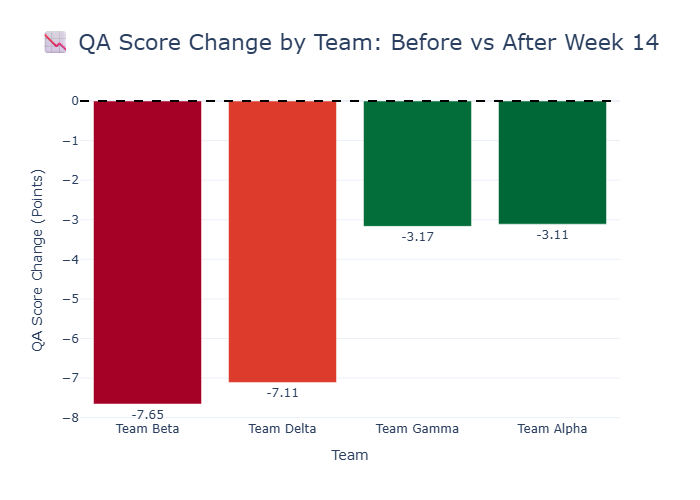 📉 QA Score Change by Team: Before vs After Week 14
QA Score Change (Points)
0
−1
−2
−3
−4
−5
−6
−7
−8
-7.65
-7.11
-3.17
-3.11
Team Beta
Team Delta
Team Gamma
Team Alpha
Team